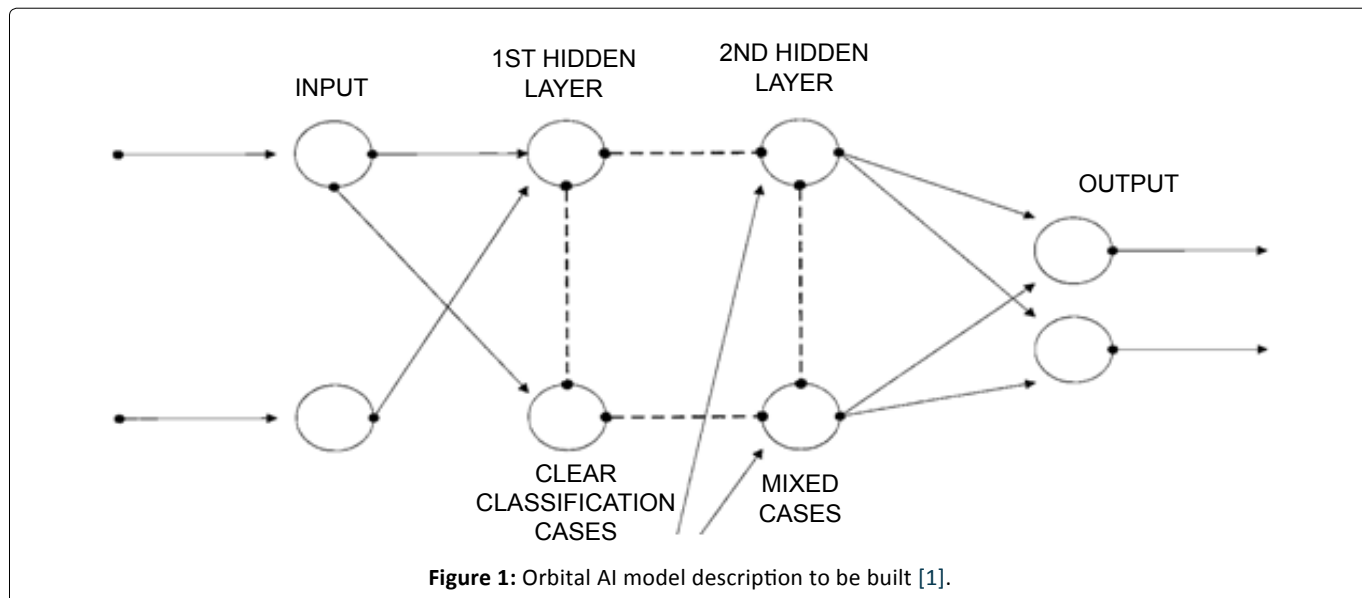 INPUT
1ST HIDDEN
LAYER
2ND HIDDEN
LAYER
OUTPUT
CLEAR
CLASSIFICATION
CASES
MIXED
CASES
Figure 1: Orbital AI model description to be built [1].